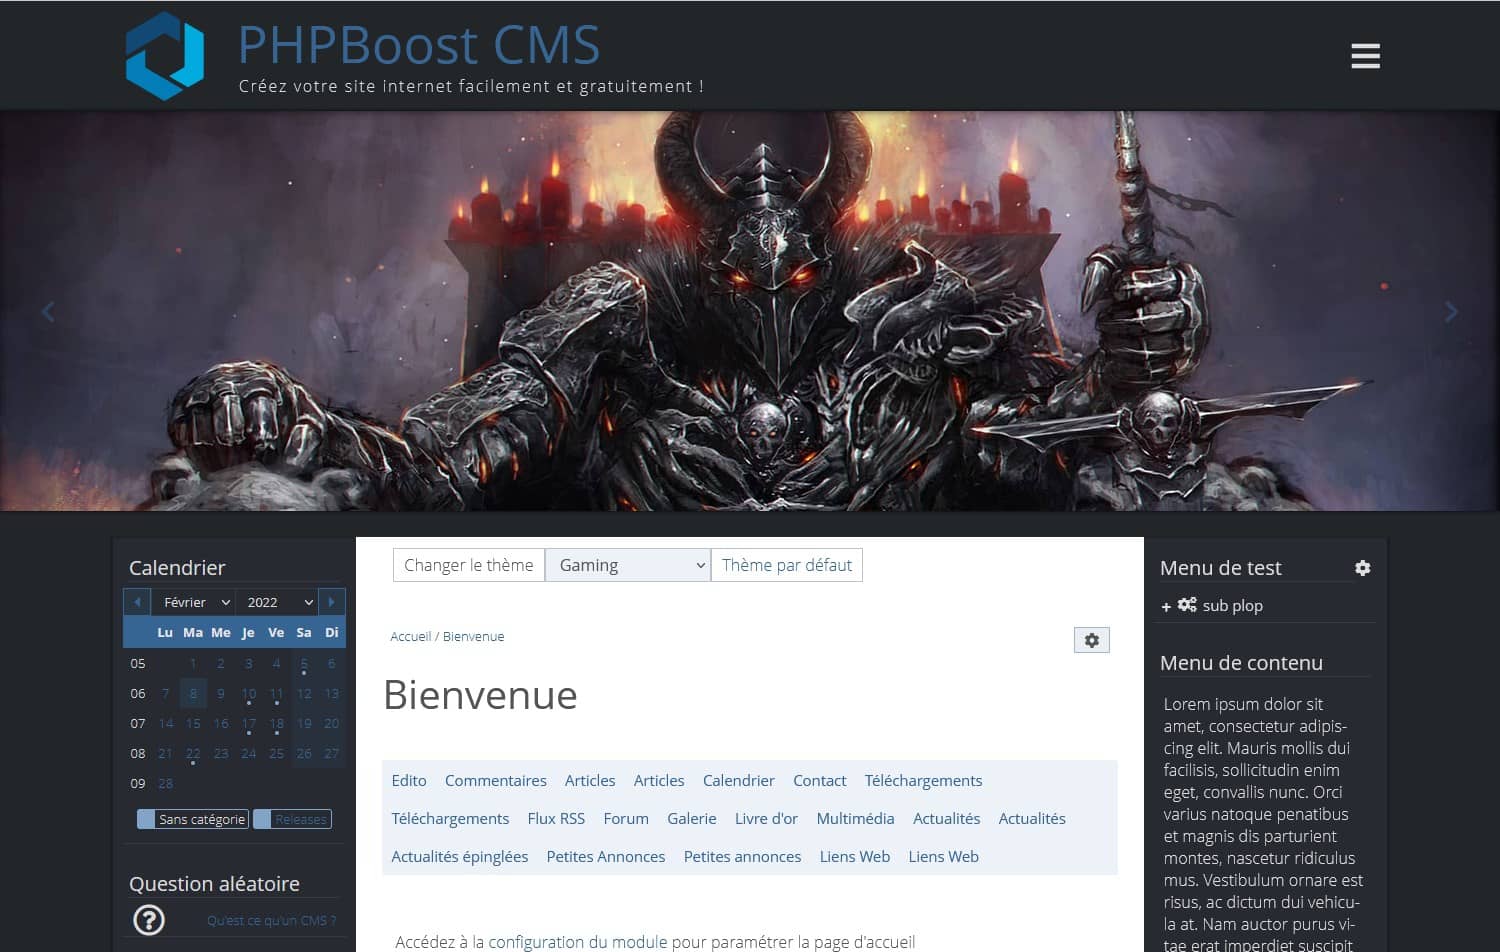 PHPBoost CMS
Créez votre site internet facilement et gratuitement !
Calendrier
Février 2022
Lu Ma Me Je Ve Sa Di
05 1 2 3 4 5 6
06 7 8 9 10 11 12 13
07 14 15 16 17 18 19 20
08 21 22 23 24 25 26 27
09 28
Sans catégorie Releases
Question aléatoire
Qu'est ce qu'un CMS ?
Changer le thème Gaming Thème par défaut
Accueil / Bienvenue
Bienvenue
Edito Commentaires Articles Articles Calendrier Contact Téléchargements
Téléchargements Flux RSS Forum Galerie Livre d'or Multimédia Actualités Actualités
Actualités épinglées Petites Annonces Petites annonces Liens Web Liens Web
Accédez à la configuration du module pour paramétrer la page d'accueil
Menu de test
+ sub plop
Menu de contenu
Lorem ipsum dolor sit
amet, consectetur adipis-
cing elit. Mauris mollis dui
facilisis, sollicitudin enim
eget, convallis nunc. Orci
varius natoque penatibus
et magnis dis parturient
montes, nascetur ridiculus
mus. Vestibulum ornare est
risus, ac dictum dui vehicu-
la at. Nam auctor purus vi-
tae erat imperdiet suscipit